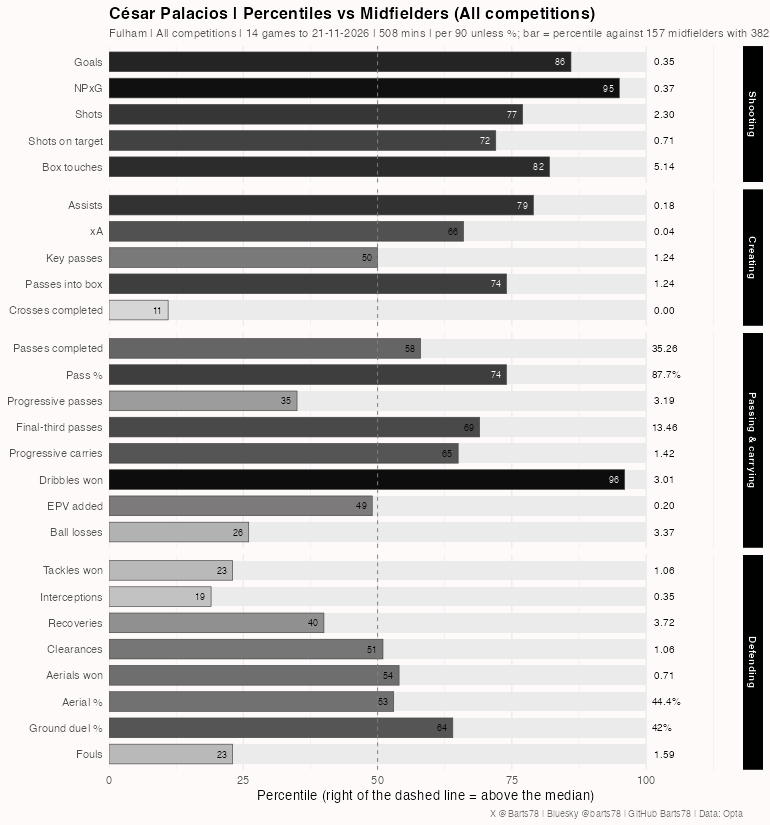 César Palacios | Percentiles vs Midfielders (All competitions)
Fulham | All competitions | 14 games to 21-11-2026 | 508 mins | per 90 unless %; bar = percentile against 157 midfielders with 382
Goals 86 0.35
NPxG 95 0.37
Shots 77 2.30
Shots on target 72 0.71
Box touches 82 5.14
Shooting
Assists 79 0.18
xA 66 0.04
Key passes 50 1.24
Passes into box 74 1.24
Crosses completed 11 0.00
Creating
Passes completed 58 35.26
Pass % 74 87.7%
Progressive passes 35 3.19
Final-third passes 69 13.46
Progressive carries 65 1.42
Dribbles won 96 3.01
EPV added 49 0.20
Ball losses 26 3.37
Passing & carrying
Tackles won 23 1.06
Interceptions 19 0.35
Recoveries 40 3.72
Clearances 51 1.06
Aerials won 54 0.71
Aerial % 53 44.4%
Ground duel % 64 42%
Fouls 23 1.59
Defending
0 25 50 75 100
Percentile (right of the dashed line = above the median)
X @Barts78 | Bluesky @barts78 | GitHub Barts78 | Data: Opta